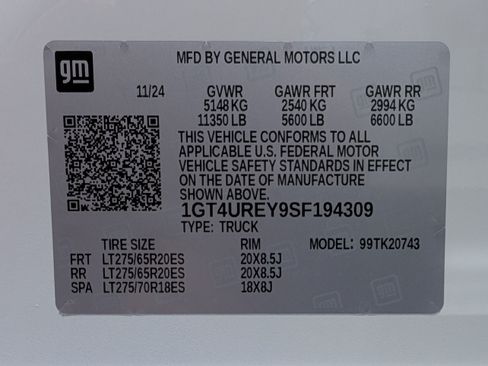 gm
MFD BY GENERAL MOTORS LLC
11/24 GVWR GAWR FRT GAWR RR
5148 KG 2540 KG 2994 KG
11350 LB 5600 LB 6600 LB
THIS VEHICLE CONFORMS TO ALL
APPLICABLE U.S. FEDERAL MOTOR
VEHICLE SAFETY STANDARDS IN EFFECT
ON THE DATE OF MANUFACTURE
SHOWN ABOVE.
1GT4UREY9SF194309
TYPE: TRUCK
TIRE SIZE RIM MODEL: 99TK20743
FRT LT275/65R20ES 20X8.5J
RR LT275/65R20ES 20X8.5J
SPA LT275/70R18ES 18X8J